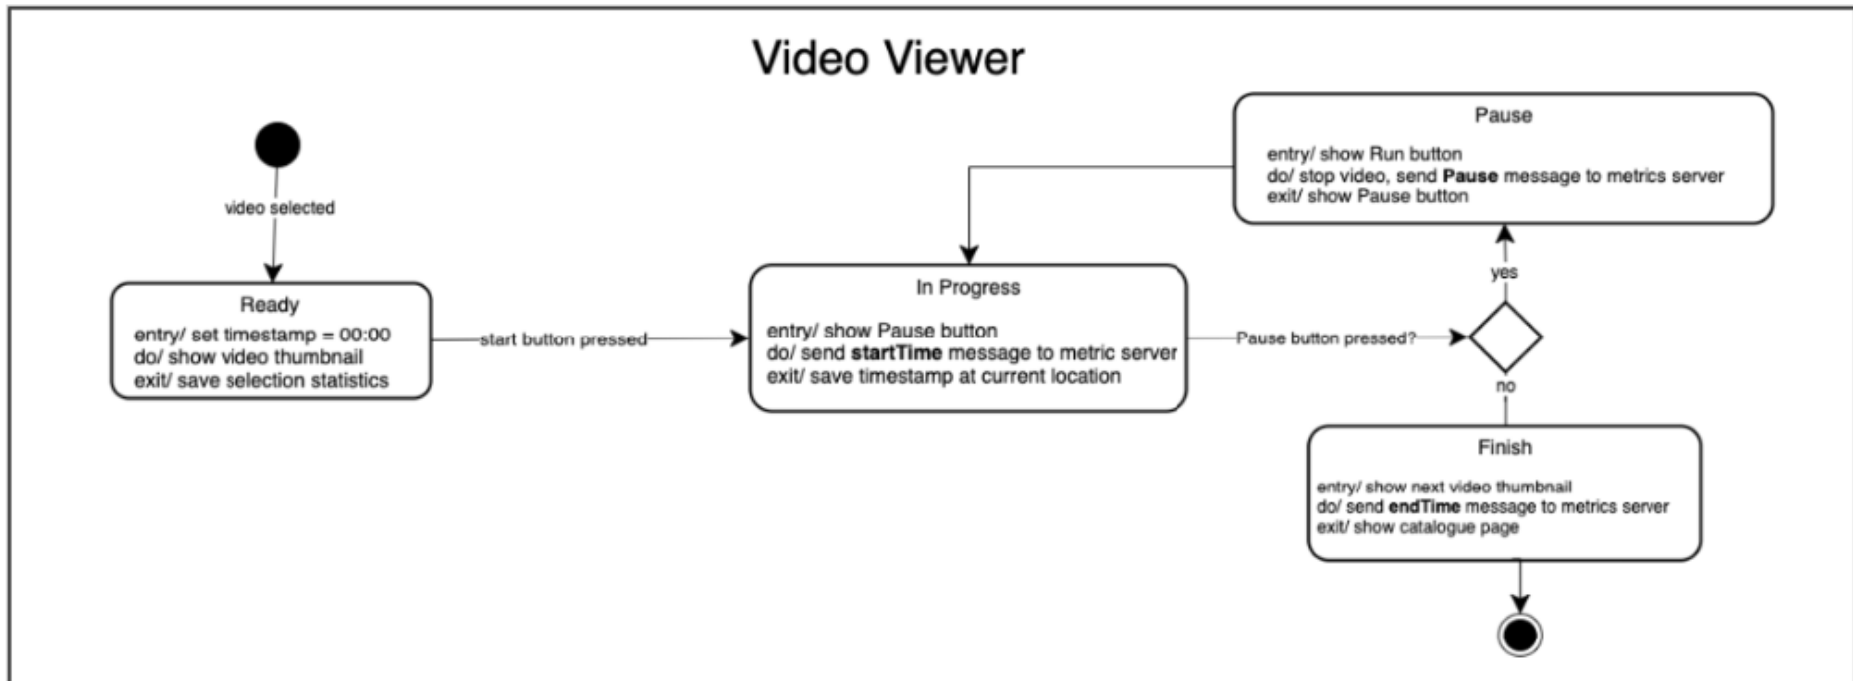 Video Viewer
video selected
Ready
entry/ set timestamp = 00:00
do/ show video thumbnail
exit/ save selection statistics
start button pressed
In Progress
entry/ show Pause button
do/ send startTime message to metric server
exit/ save timestamp at current location
Pause button pressed?
yes
no
Pause
entry/ show Run button
do/ stop video, send Pause message to metrics server
exit/ show Pause button
Finish
entry/ show next video thumbnail
do/ send endTime message to metrics server
exit/ show catalogue page